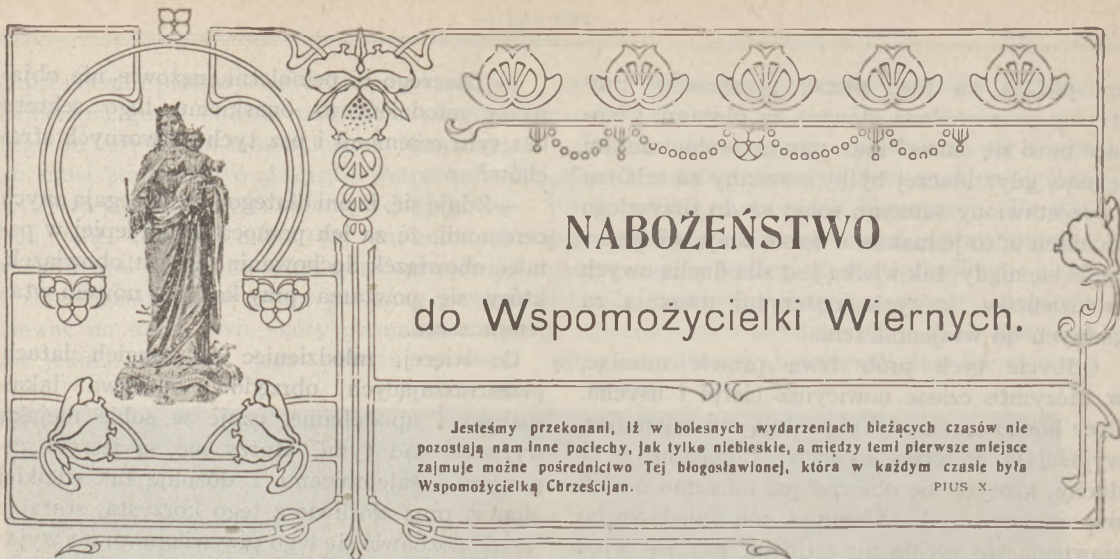 NABOŻEŃSTWO
do Wspomożycielki Wiernych.
Jesteśmy przekonani, iż w bolesnych wydarzeniach bieżących czasów nie
pozostają nam inne pociechy, jak tylko niebieskie, a między temi pierwsze miejsce
zajmuje możne pośrednictwo Tej błogosławionej, która w każdym czasie była
Wspomożycielką Chrześcijan. PIUS X.